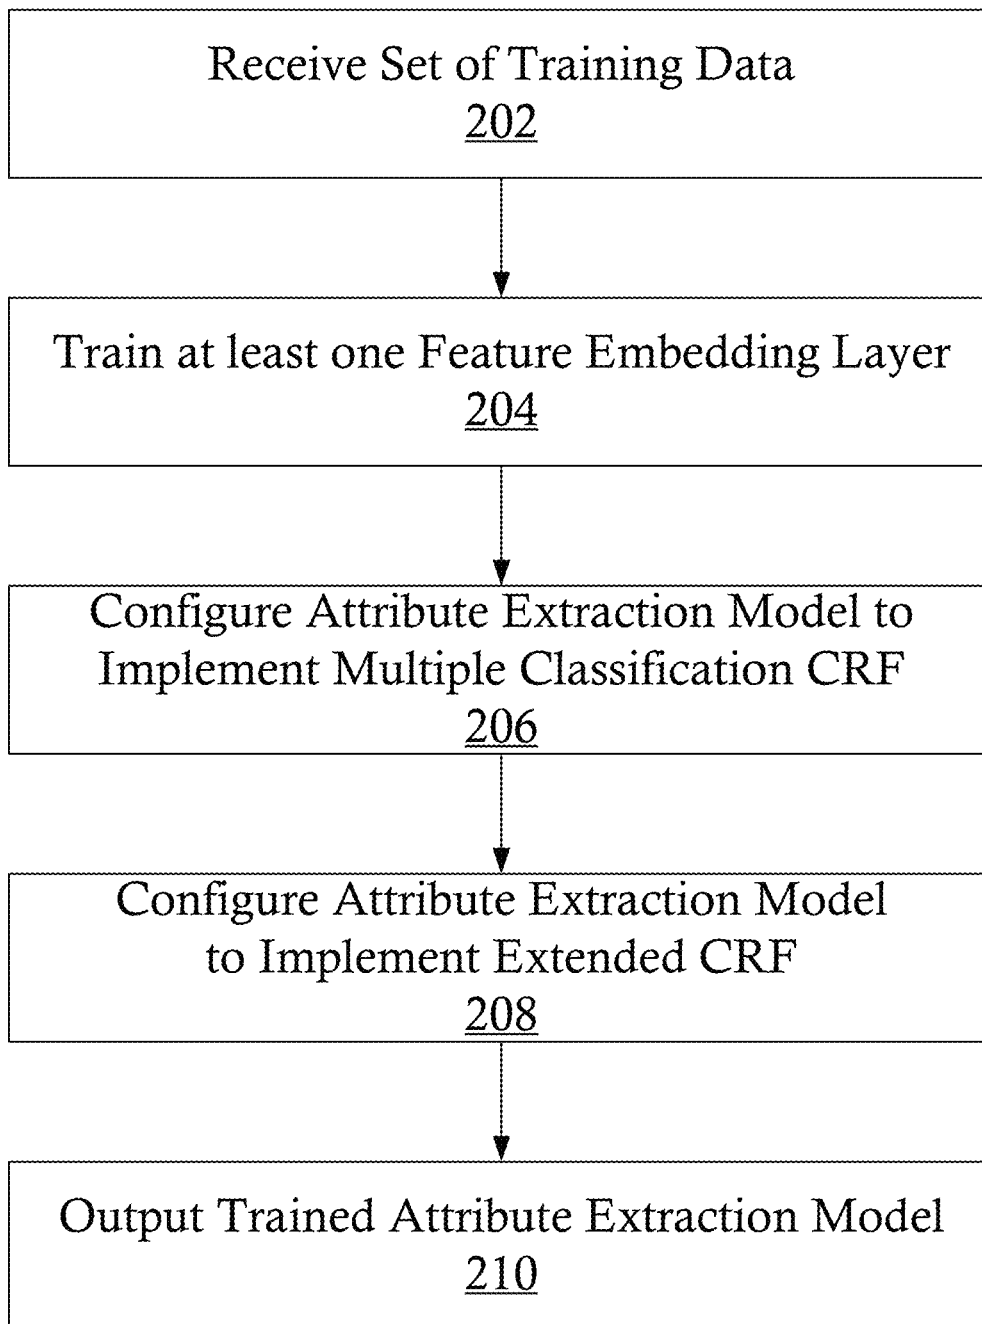 Receive Set of Training Data
202
Train at least one Feature Embedding Layer
204
Configure Attribute Extraction Model to
Implement Multiple Classification CRF
206
Configure Attribute Extraction Model
to Implement Extended CRF
208
Output Trained Attribute Extraction Model
210